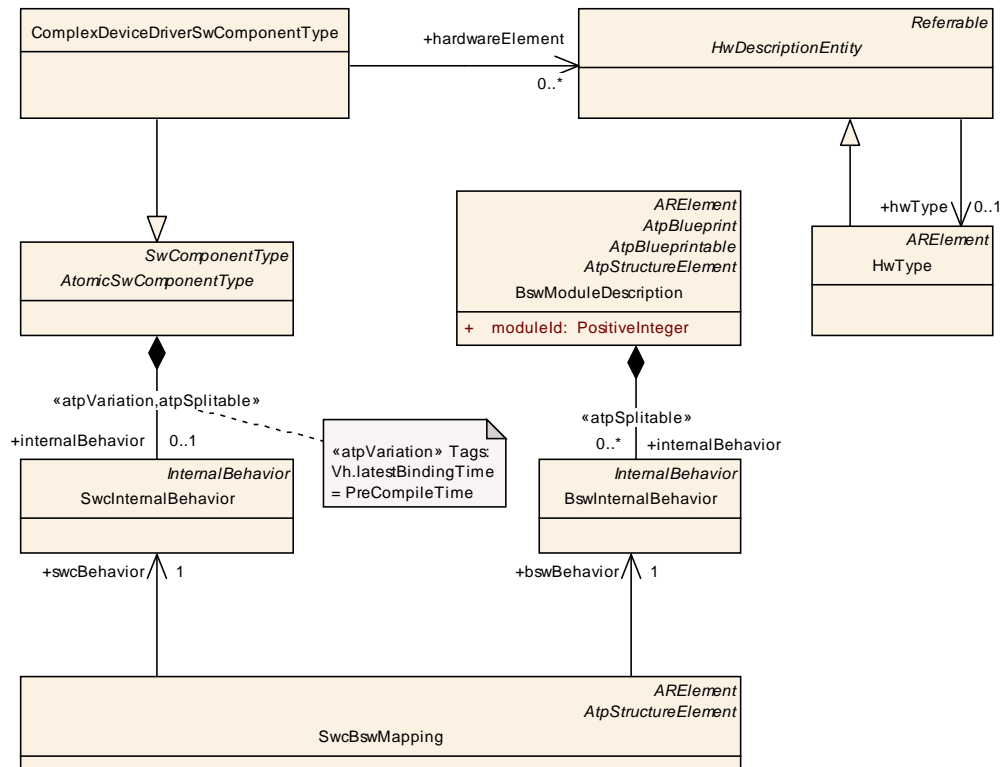 ComplexDeviceDriverSwComponentType
+hardwareElement
0..*
Referrable
HwDescriptionEntity
+hwType
0..1
ARElement
HwType
SwComponentType
AtomicSwComponentType
ARElement
AtpBlueprint
AtpBlueprintable
AtpStructureElement
BswModuleDescription
+ moduleId: PositiveInteger
«atpVariation,atpSplitable»
+internalBehavior
0..1
«atpVariation» Tags:
Vh.latestBindingTime
= PreCompileTime
«atpSplitable»
0..*
+internalBehavior
InternalBehavior
SwcInternalBehavior
InternalBehavior
BswInternalBehavior
+swcBehavior
1
+bswBehavior
1
ARElement
AtpStructureElement
SwcBswMapping